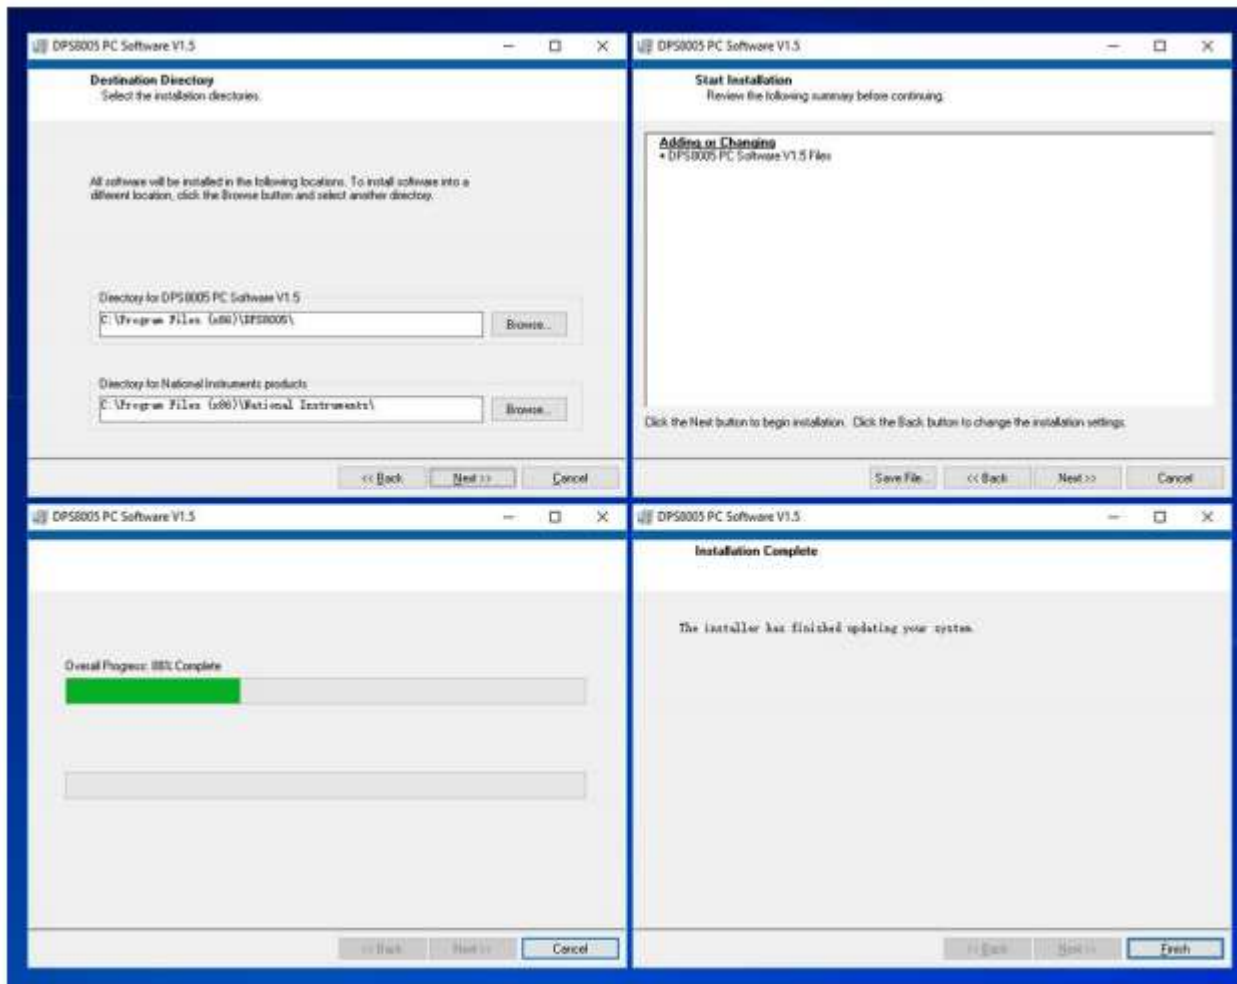 DPS8005 PC Software V1.5
Destination Directory
Select the installation directories.
All software will be installed in the following locations. To install software into a
different location, click the Browse button and select another directory.
Directory for DPS8005 PC Software V1.5
C:\Program Files (x86)\DPS8005\
Browse...
Directory for National Instruments products
C:\Program Files (x86)\National Instruments\
Browse...
<< Back
Next >>
Cancel
DPS8005 PC Software V1.5
Start Installation
Review the following summary before continuing.
Adding or Changing
• DPS8005 PC Software V1.5 Files
Click the Next button to begin installation. Click the Back button to change the installation settings.
Save File...
<< Back
Next >>
Cancel
DPS8005 PC Software V1.5
Overall Progress: 88% Complete
<< Back
Next >>
Cancel
DPS8005 PC Software V1.5
Installation Complete
The installer has finished updating your system.
<< Back
Next >>
Finish